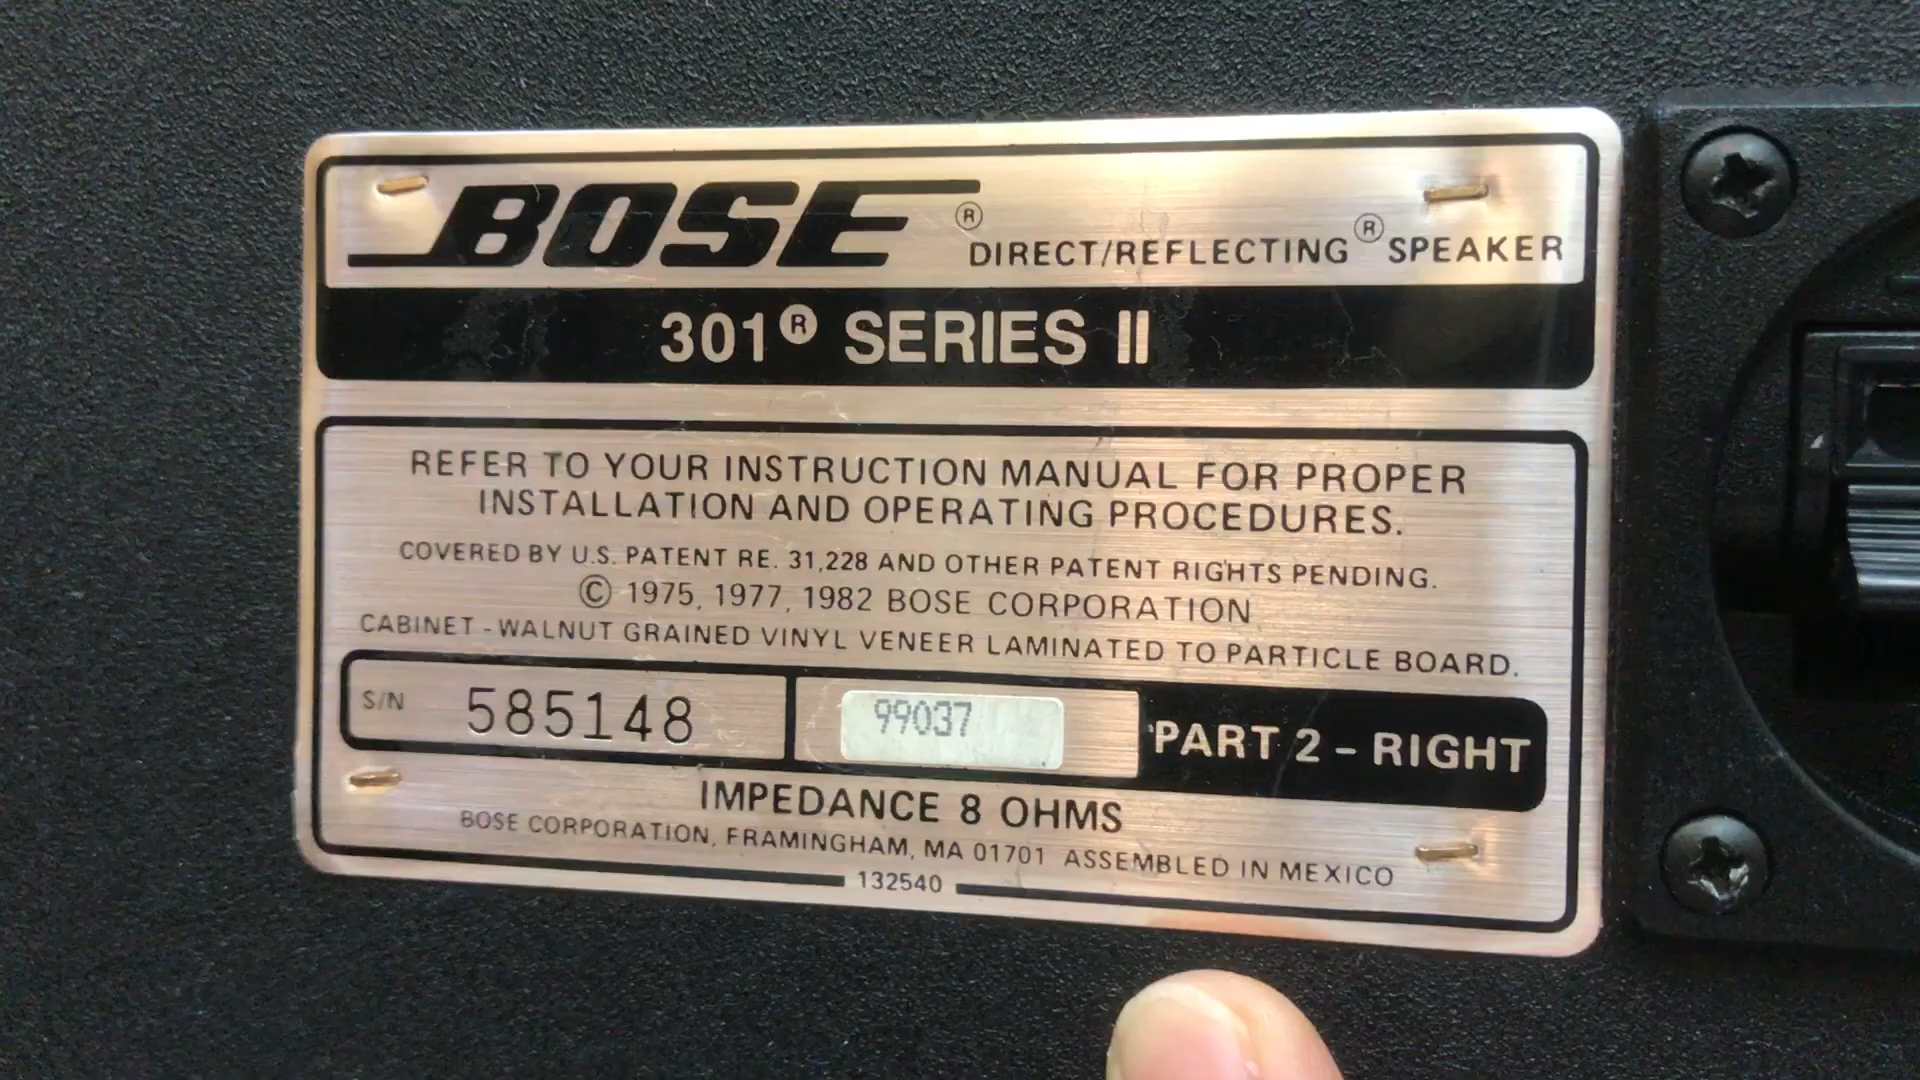 BOSE® DIRECT/REFLECTING® SPEAKER
301® SERIES II
REFER TO YOUR INSTRUCTION MANUAL FOR PROPER
INSTALLATION AND OPERATING PROCEDURES.
COVERED BY U.S. PATENT RE. 31,228 AND OTHER PATENT RIGHTS PENDING.
© 1975, 1977, 1982 BOSE CORPORATION
CABINET - WALNUT GRAINED VINYL VENEER LAMINATED TO PARTICLE BOARD.
S/N 585148 99037 PART 2 - RIGHT
IMPEDANCE 8 OHMS
BOSE CORPORATION, FRAMINGHAM, MA 01701 ASSEMBLED IN MEXICO
132540